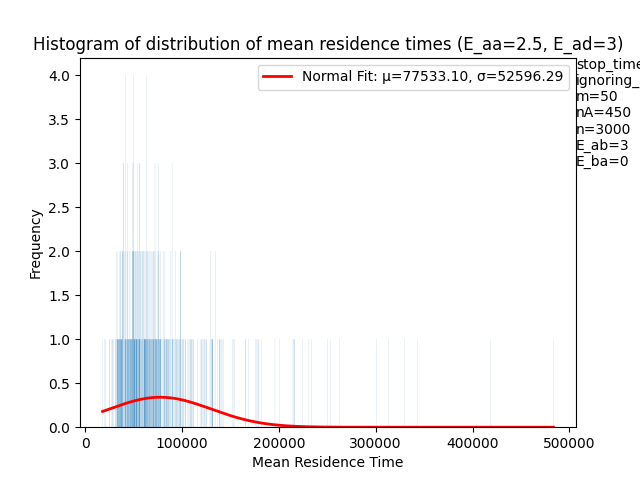 Histogram of distribution of mean residence times (E_aa=2.5, E_ad=3)
Normal Fit: μ=77533.10, σ=52596.29
stop_time
ignoring_
m=50
nA=450
n=3000
E_ab=3
E_ba=0
Frequency
4.0
3.5
3.0
2.5
2.0
1.5
1.0
0.5
0.0
0
100000
200000
300000
400000
500000
Mean Residence Time